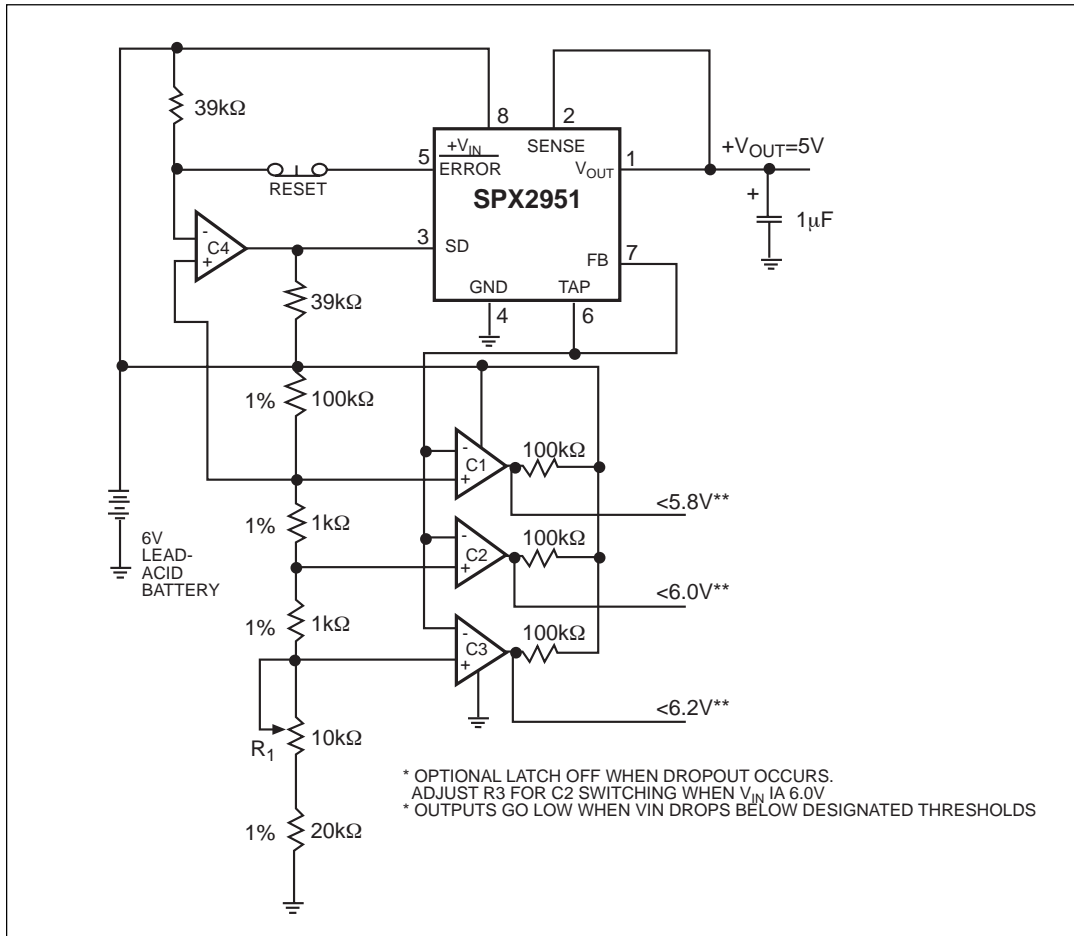 39kΩ
8
2
+VIN
SENSE
5
ERROR
VOUT
1
+VOUT=5V
RESET
SPX2951
+
1µF
-
C4
+
3
SD
FB
7
39kΩ
GND
TAP
4
6
1%
100kΩ
-
C1
+
100kΩ
<5.8V**
1%
1kΩ
-
C2
+
100kΩ
6V
LEAD-
ACID
BATTERY
<6.0V**
1%
1kΩ
-
C3
+
100kΩ
<6.2V**
R1
10kΩ
* OPTIONAL LATCH OFF WHEN DROPOUT OCCURS.
ADJUST R3 FOR C2 SWITCHING WHEN VIN IA 6.0V
* OUTPUTS GO LOW WHEN VIN DROPS BELOW DESIGNATED THRESHOLDS
1%
20kΩ